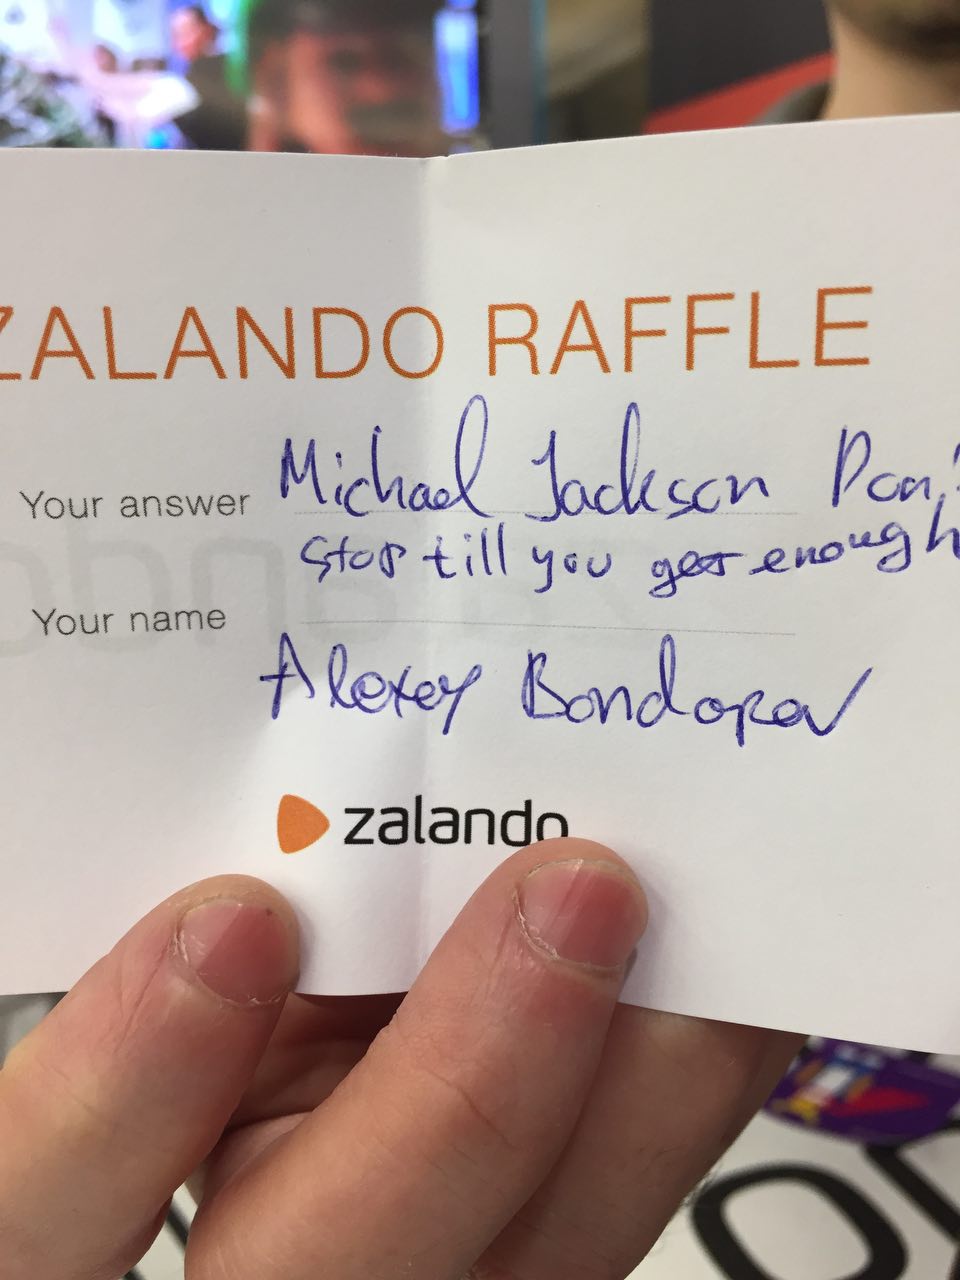 ZALANDO RAFFLE
Your answer Michael Jackson Don't
stop till you get enough
Your name
Alexey Bondarev
zalando